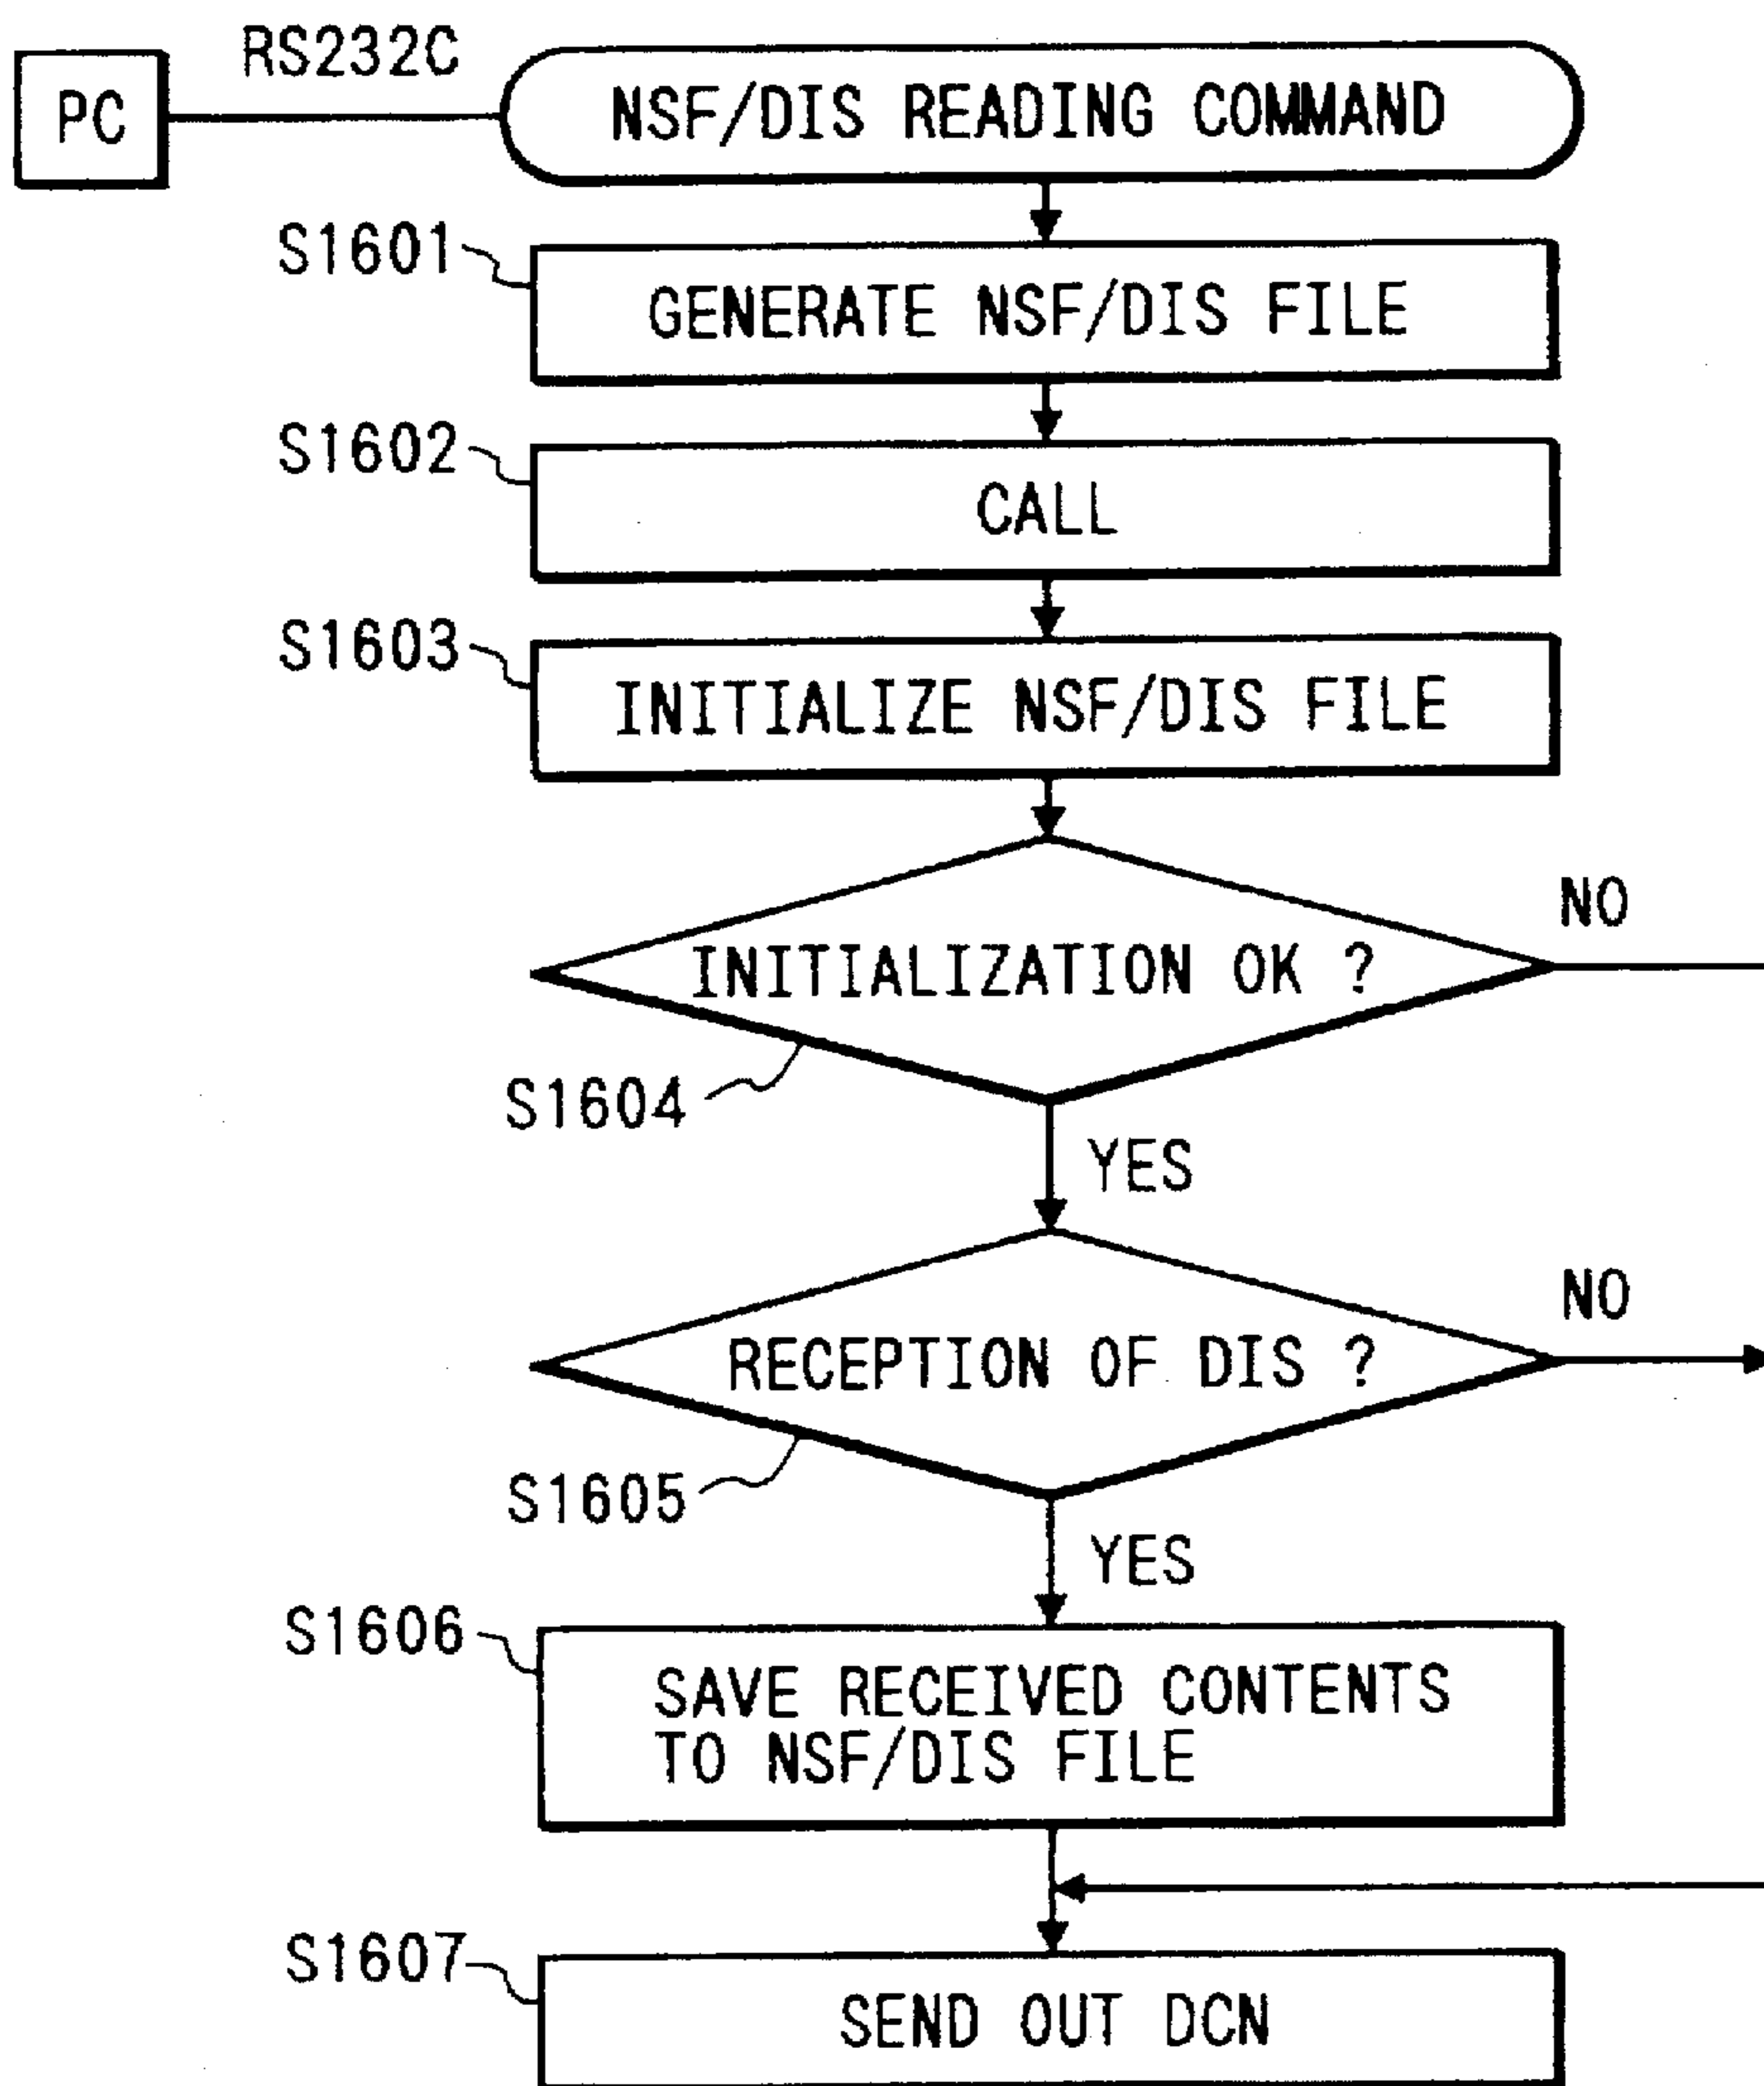 RS232C
PC
NSF/DIS READING COMMAND
S1601
GENERATE NSF/DIS FILE
S1602
CALL
S1603
INITIALIZE NSF/DIS FILE
NO
INITIALIZATION OK ?
S1604
YES
NO
RECEPTION OF DIS ?
S1605
YES
S1606
SAVE RECEIVED CONTENTS
TO NSF/DIS FILE
S1607
SEND OUT DCN